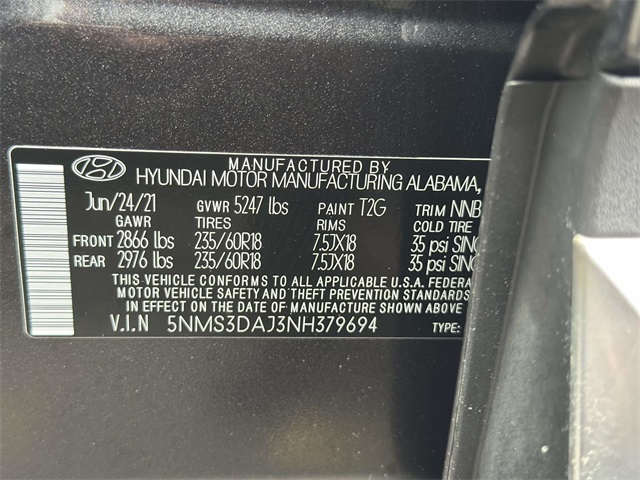 MANUFACTURED BY
HYUNDAI MOTOR MANUFACTURING ALABAMA,
Jun/24/21 GVWR 5247 lbs PAINT T2G TRIM NNB
GAWR TIRES RIMS COLD TIRE
FRONT 2866 lbs 235/60R18 7.5JX18 35 psi SING
REAR 2976 lbs 235/60R18 7.5JX18 35 psi SING
THIS VEHICLE CONFORMS TO ALL APPLICABLE U.S.A. FEDERA
MOTOR VEHICLE SAFETY AND THEFT PREVENTION STANDARDS
IN EFFECT ON THE DATE OF MANUFACTURE SHOWN ABOVE
V.I.N 5NMS3DAJ3NH379694 TYPE: